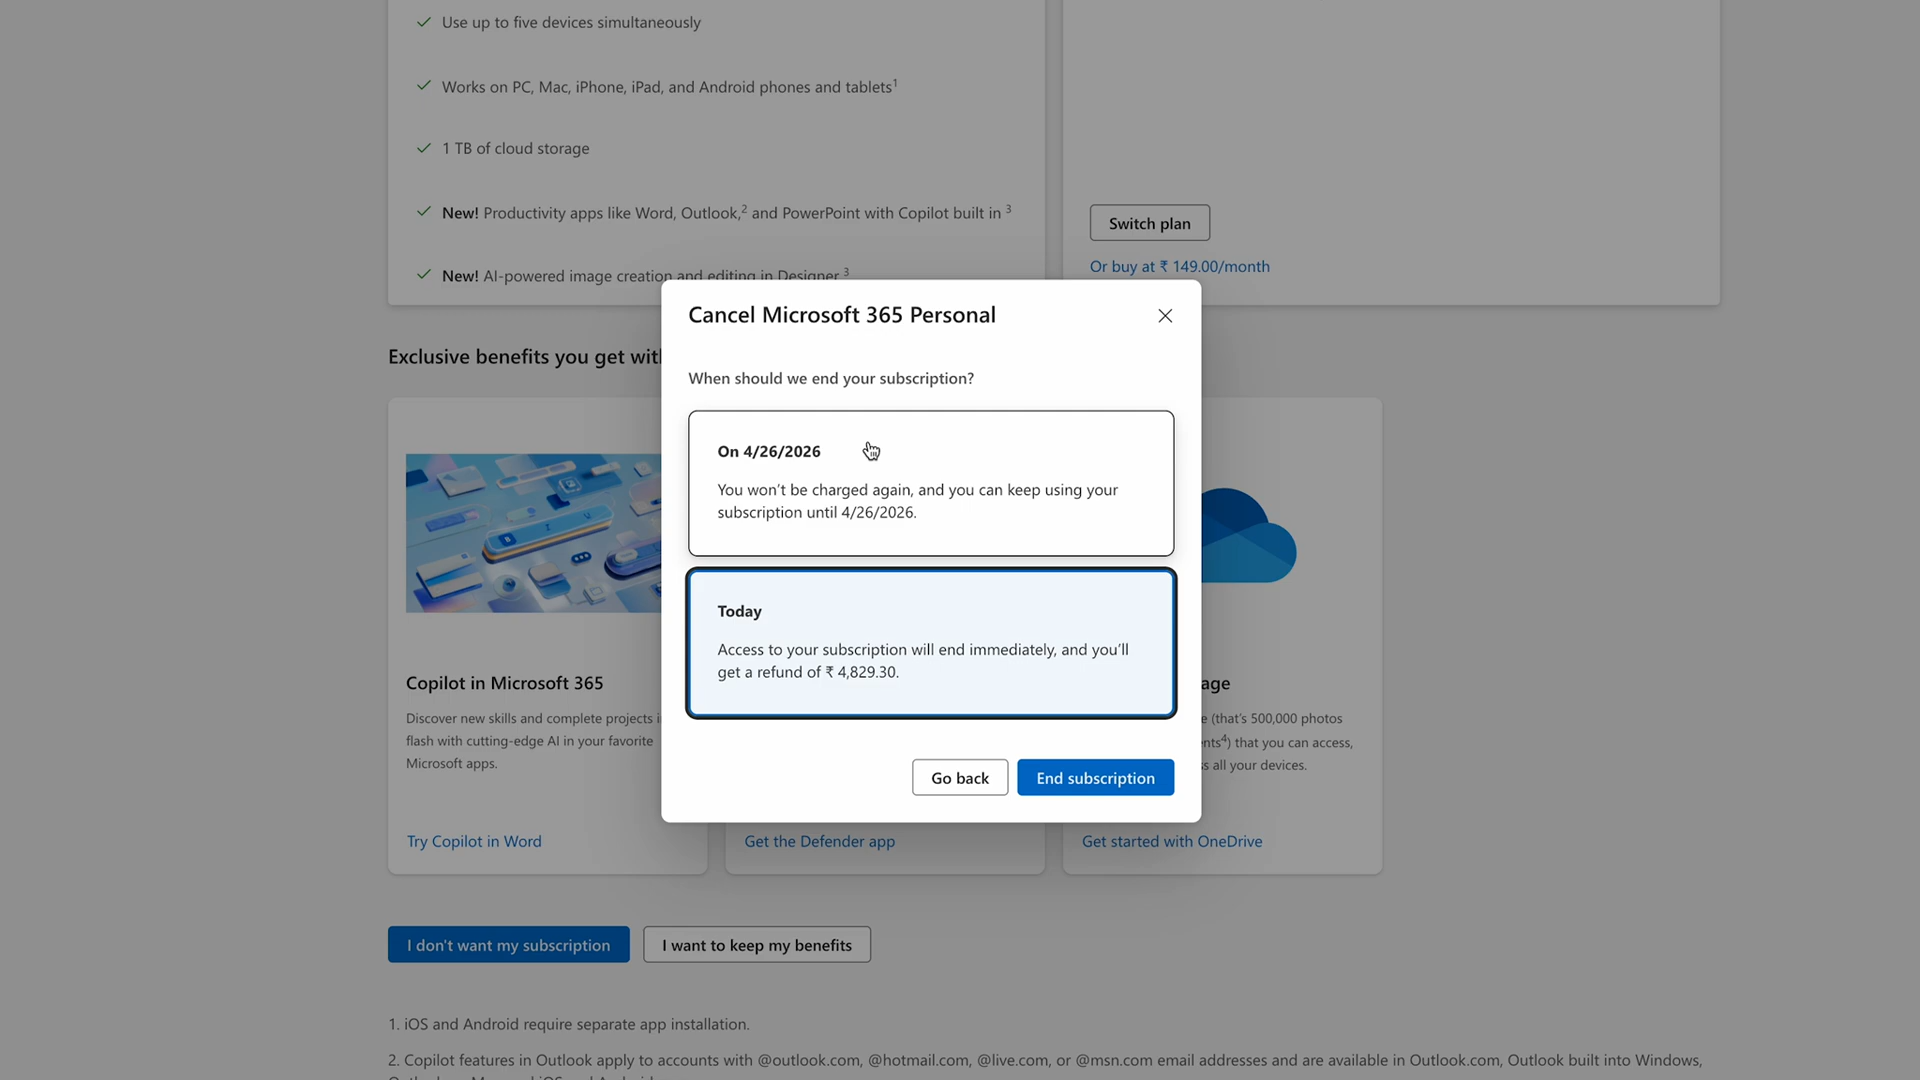 Use up to five devices simultaneously
Works on PC, Mac, iPhone, iPad, and Android phones and tablets1
1 TB of cloud storage
New! Productivity apps like Word, Outlook,2 and PowerPoint with Copilot built in 3
New! AI-powered image creation and editing in Designer 3
Switch plan
Or buy at ₹ 149.00/month
Exclusive benefits you get with
Cancel Microsoft 365 Personal
When should we end your subscription?
On 4/26/2026
You won't be charged again, and you can keep using your
subscription until 4/26/2026.
Today
Access to your subscription will end immediately, and you'll
get a refund of ₹ 4,829.30.
Go back
End subscription
Copilot in Microsoft 365
Discover new skills and complete projects
flash with cutting-edge AI in your favorite
Microsoft apps.
Try Copilot in Word
Get the Defender app
(that's 500,000 photos
4) that you can access,
all your devices.
Get started with OneDrive
I don't want my subscription
I want to keep my benefits
1. iOS and Android require separate app installation.
2. Copilot features in Outlook apply to accounts with @outlook.com, @hotmail.com, @live.com, or @msn.com email addresses and are available in Outlook.com, Outlook built into Windows,